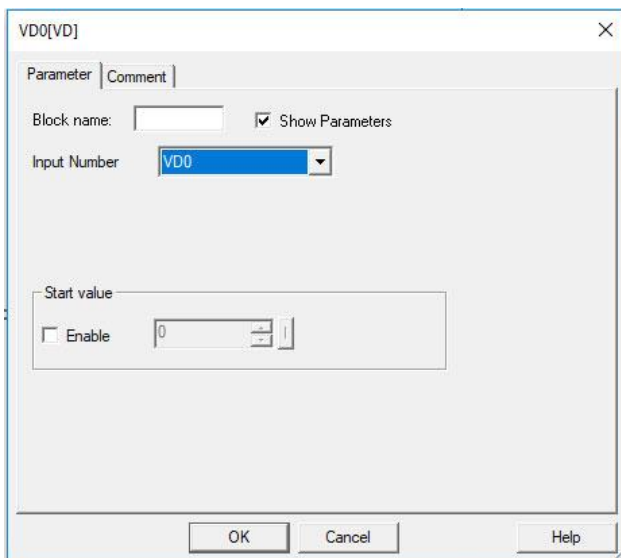 VD0[VD]
Parameter Comment
Block name: Show Parameters
Input Number VD0
Start value
Enable 0
OK Cancel Help